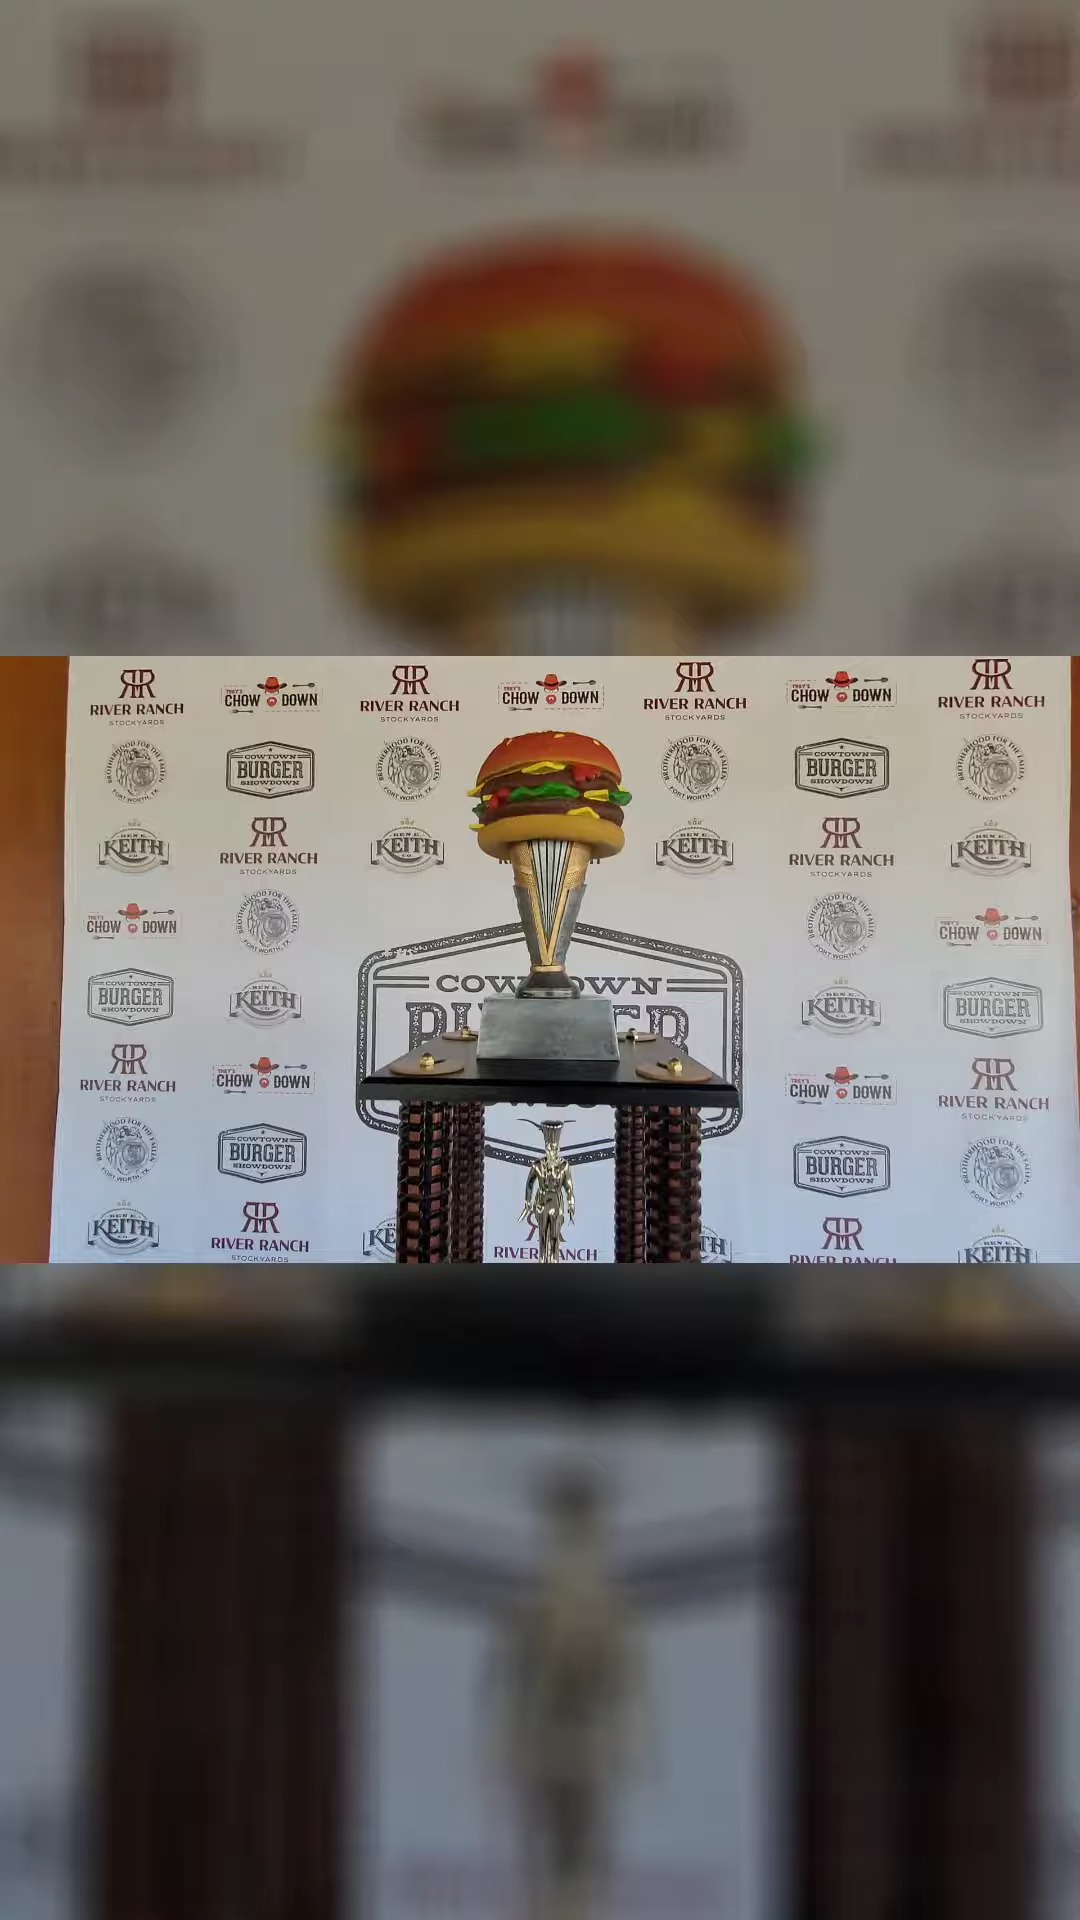 RIVER RANCH
STOCKYARDS
TREY'S
CHOW DOWN
RIVER RANCH
STOCKYARDS
TREY'S
CHOW DOWN
RIVER RANCH
STOCKYARDS
TREY'S
CHOW DOWN
RIVER RANCH
STOCKYARDS
BROTHERHOOD FOR THE FALLEN
FORT WORTH, TX
COWTOWN
BURGER
SHOWDOWN
BROTHERHOOD FOR THE FALLEN
FORT WORTH, TX
BROTHERHOOD FOR THE FALLEN
FORT WORTH, TX
COWTOWN
BURGER
SHOWDOWN
BROTHERHOOD FOR THE FALLEN
FORT WORTH, TX
BEN E.
KEITH
CO
RIVER RANCH
STOCKYARDS
BEN E.
KEITH
CO
BEN E.
KEITH
CO
RIVER RANCH
STOCKYARDS
BEN E.
KEITH
CO
TREY'S
CHOW DOWN
BROTHERHOOD FOR THE FALLEN
FORT WORTH, TX
BROTHERHOOD FOR THE FALLEN
FORT WORTH, TX
TREY'S
CHOW DOWN
COWTOWN
BURGER
SHOWDOWN
BEN E.
KEITH
CO
COWTOWN
BEN E.
KEITH
CO
COWTOWN
BURGER
SHOWDOWN
RIVER RANCH
STOCKYARDS
TREY'S
CHOW DOWN
TREY'S
CHOW DOWN
RIVER RANCH
STOCKYARDS
BROTHERHOOD FOR THE FALLEN
FORT WORTH, TX
COWTOWN
BURGER
SHOWDOWN
COWTOWN
BURGER
SHOWDOWN
BROTHERHOOD FOR THE FALLEN
FORT WORTH, TX
BEN E.
KEITH
CO
RIVER RANCH
STOCKYARDS
RIVER RANCH
RIVER RANCH
BEN E.
KEITH